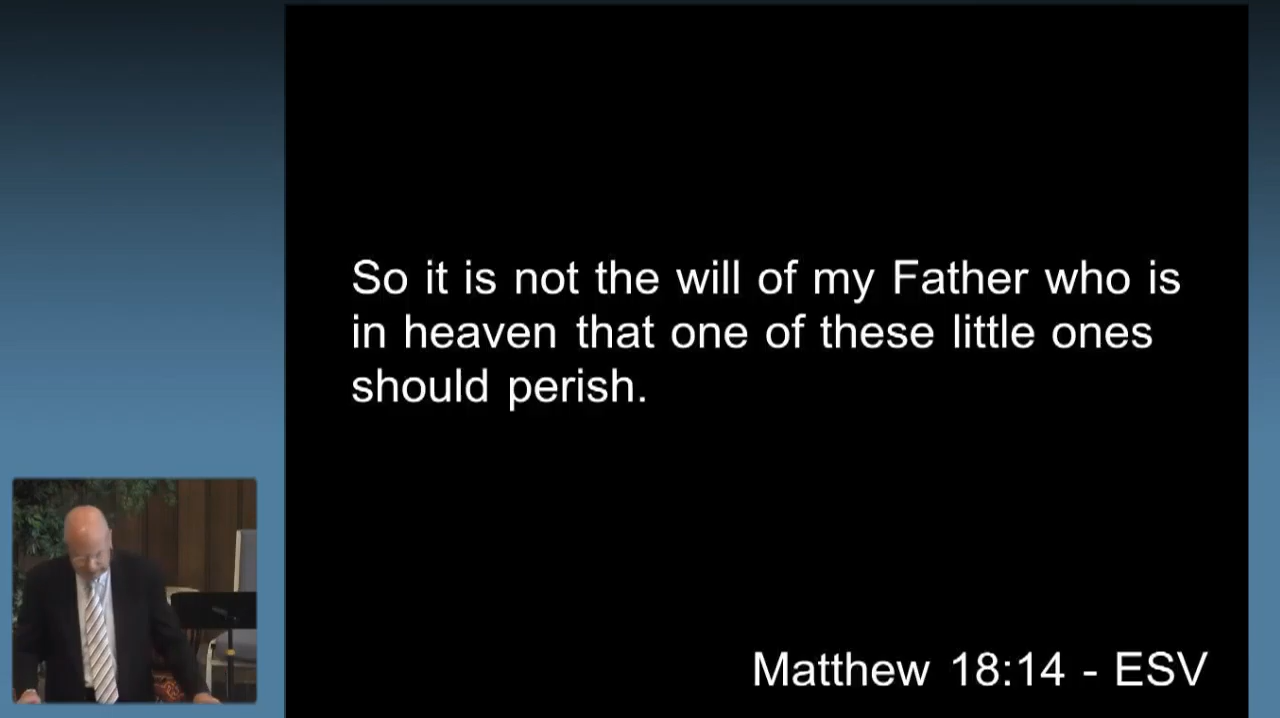 So it is not the will of my Father who is
in heaven that one of these little ones
should perish.
Matthew 18:14 - ESV